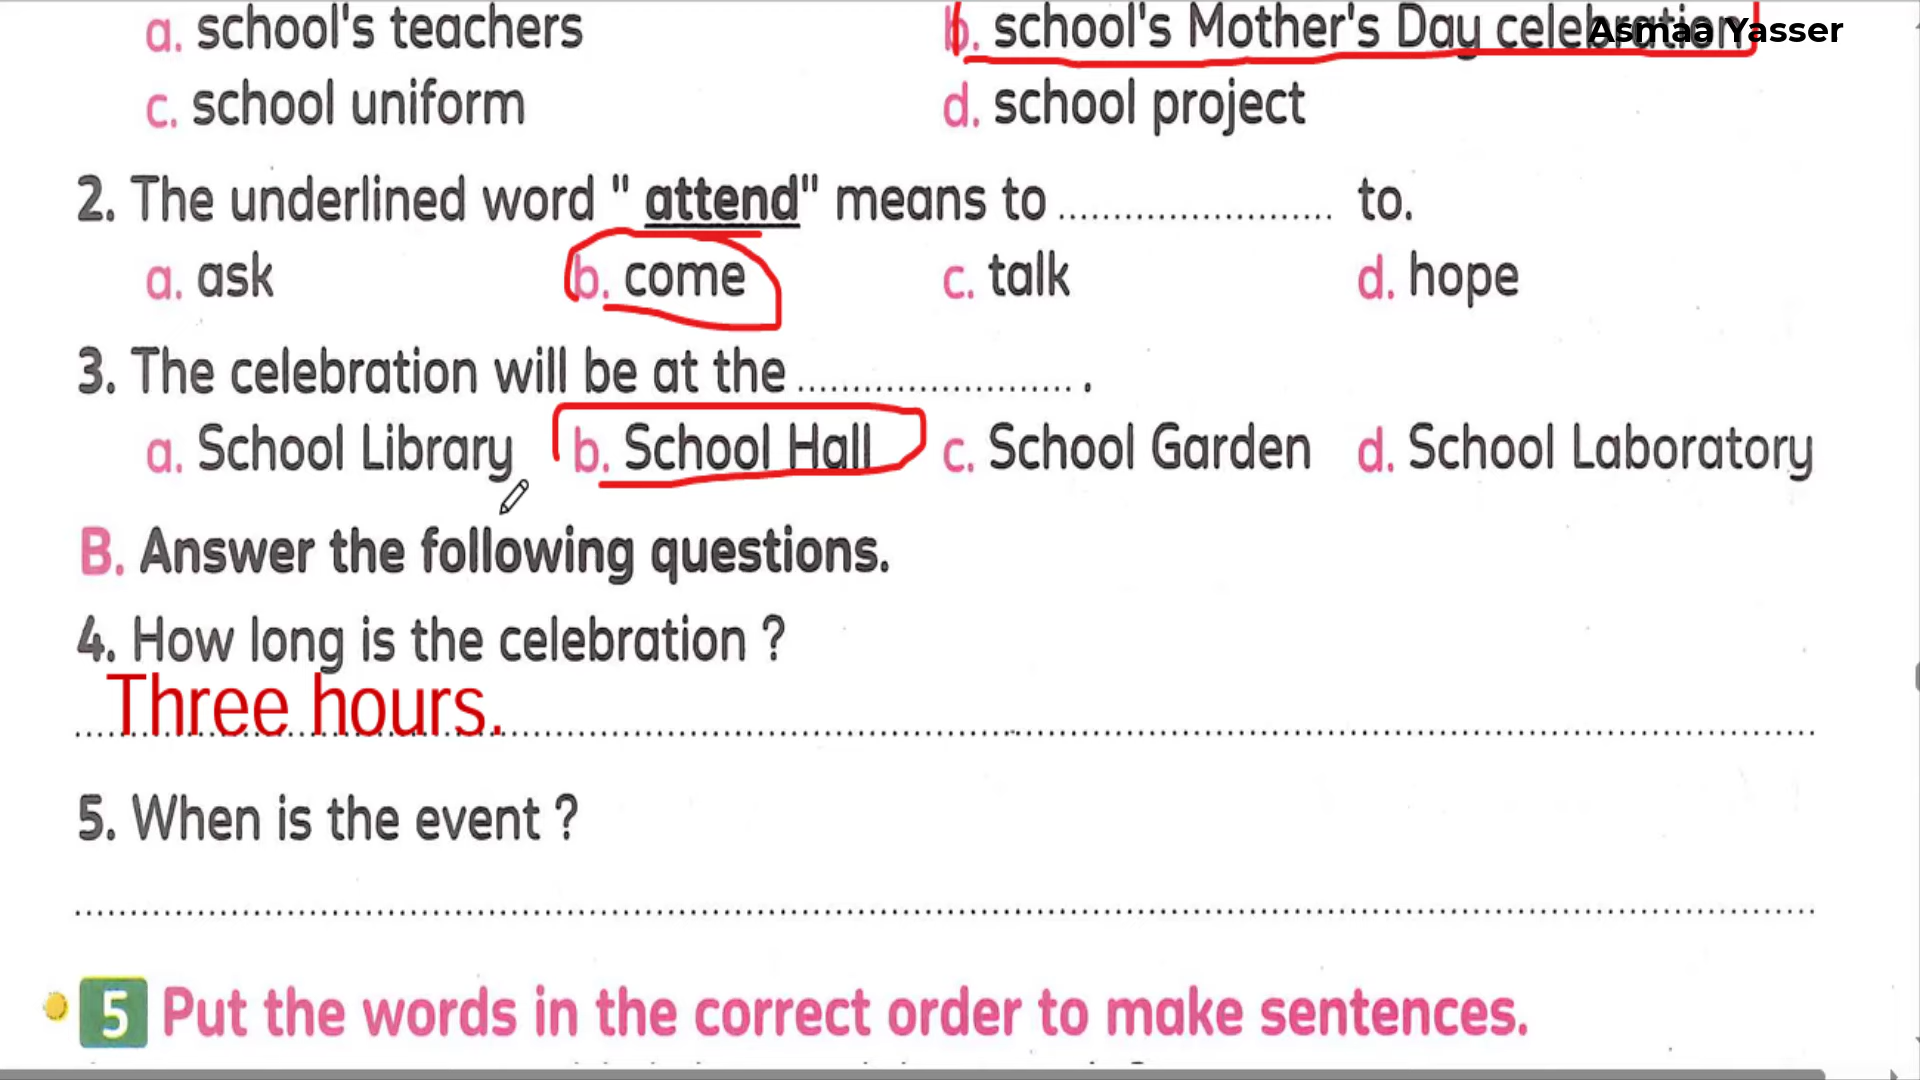 a. school's teachers b. school's Mother's Day celebration
Asmaa Yasser
c. school uniform d. school project
2. The underlined word " attend" means to ........................ to.
a. ask b. come c. talk d. hope
3. The celebration will be at the ........................ .
a. School Library b. School Hall c. School Garden d. School Laboratory
B. Answer the following questions.
4. How long is the celebration ?
Three hours.
5. When is the event ?
5 Put the words in the correct order to make sentences.